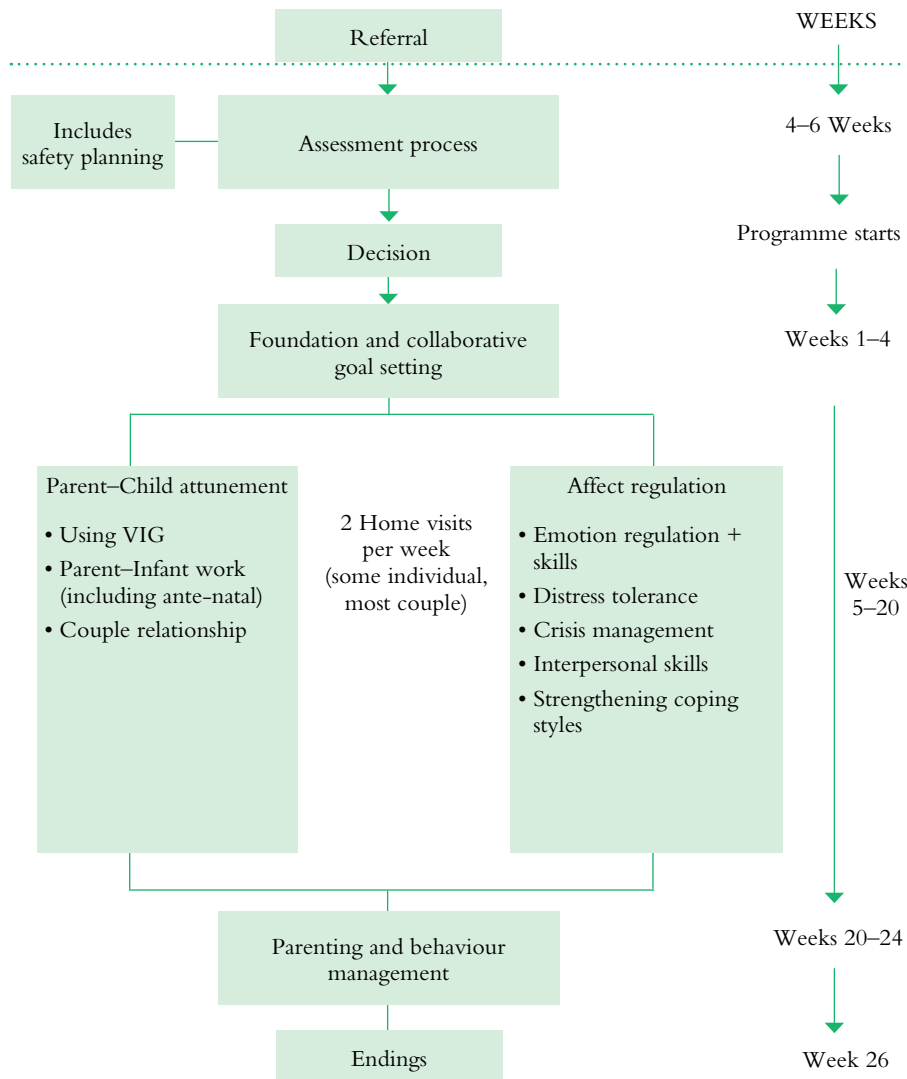 Referral
WEEKS
Includes
safety planning
Assessment process
4–6 Weeks
Decision
Programme starts
Foundation and collaborative
goal setting
Weeks 1–4
Parent–Child attunement
• Using VIG
• Parent–Infant work
(including ante-natal)
• Couple relationship
2 Home visits
per week
(some individual,
most couple)
Affect regulation
• Emotion regulation +
skills
• Distress tolerance
• Crisis management
• Interpersonal skills
• Strengthening coping
styles
Weeks
5–20
Parenting and behaviour
management
Weeks 20–24
Endings
Week 26